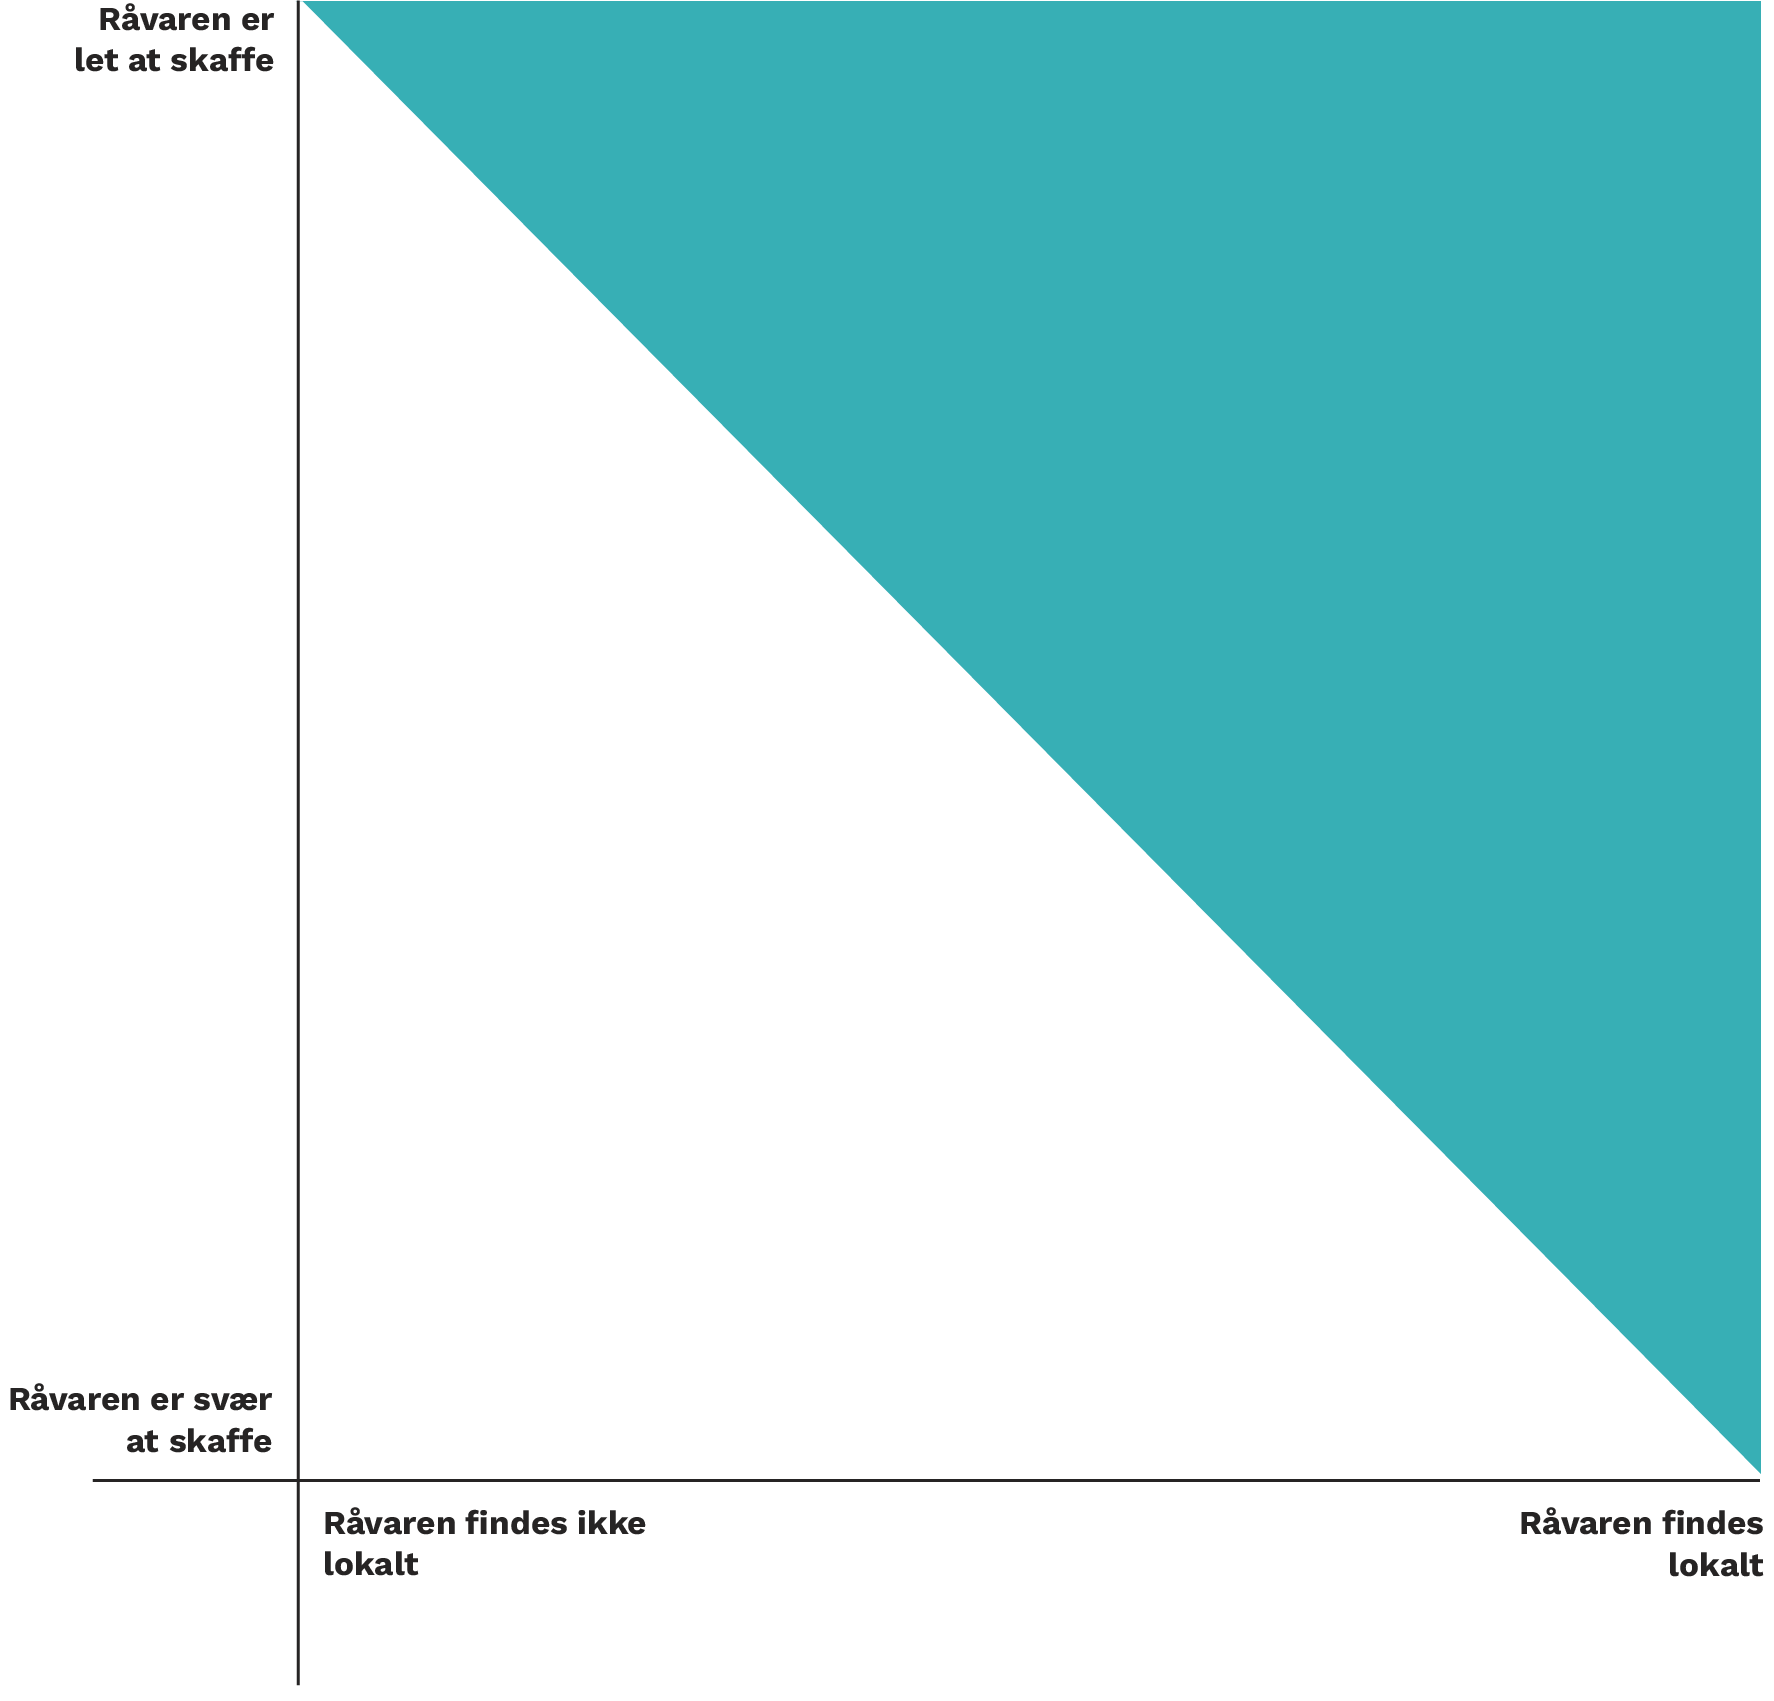 Råvaren er
let at skaffe
Råvaren er svær
at skaffe
Råvaren findes ikke
lokalt
Råvaren findes
lokalt